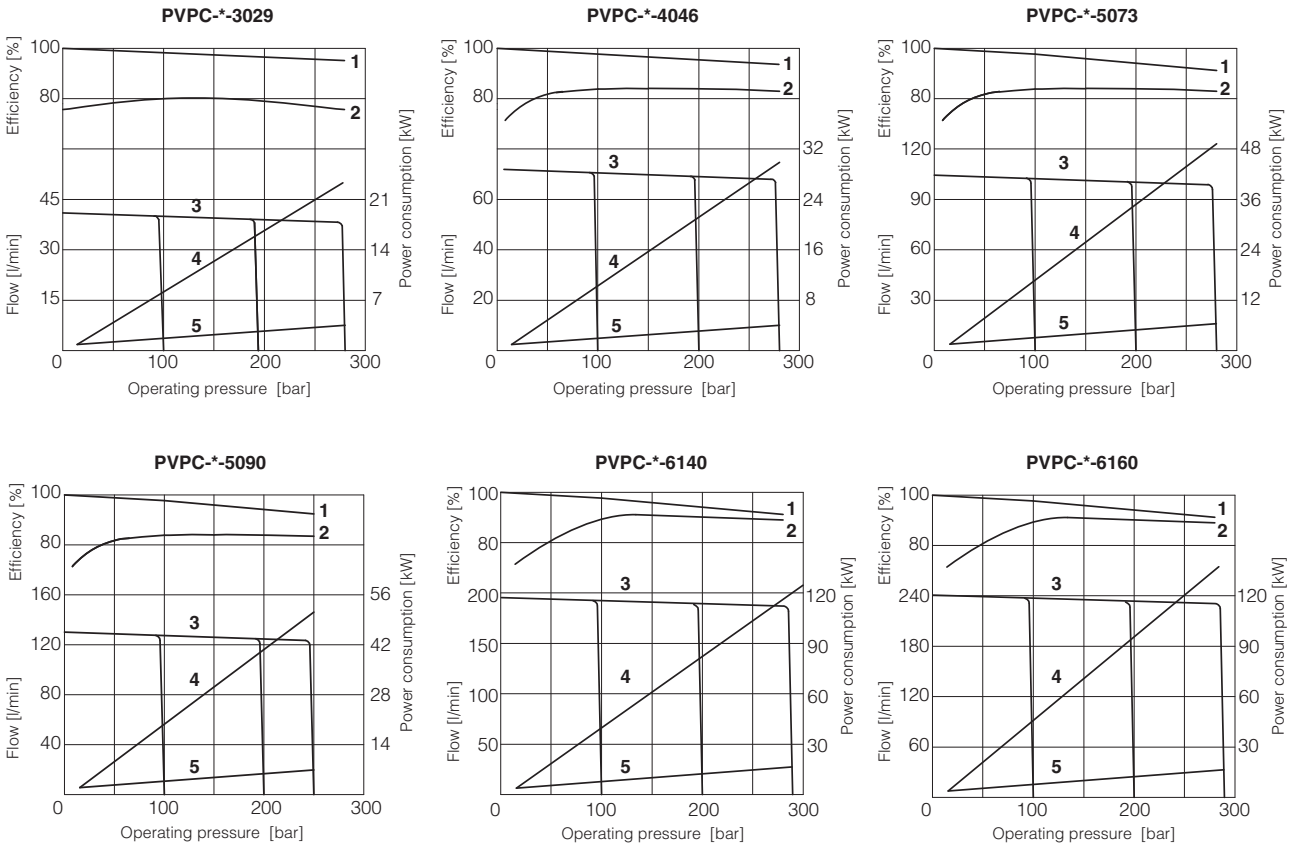 PVPC-*-3029
Efficiency [%]
100
80
1
2
3
4
5
45
30
15
Flow [l/min]
21
14
7
Power consumption [kW]
0 100 200 300
Operating pressure [bar]
PVPC-*-4046
Efficiency [%]
100
80
1
2
3
4
5
60
40
20
Flow [l/min]
32
24
16
8
Power consumption [kW]
0 100 200 300
Operating pressure [bar]
PVPC-*-5073
Efficiency [%]
100
80
1
2
3
4
5
120
90
60
30
Flow [l/min]
48
36
24
12
Power consumption [kW]
0 100 200 300
Operating pressure [bar]
PVPC-*-5090
Efficiency [%]
100
80
1
2
3
4
5
160
120
80
40
Flow [l/min]
56
42
28
14
Power consumption [kW]
0 100 200 300
Operating pressure [bar]
PVPC-*-6140
Efficiency [%]
100
80
1
2
3
4
5
200
150
100
50
Flow [l/min]
120
90
60
30
Power consumption [kW]
0 100 200 300
Operating pressure [bar]
PVPC-*-6160
Efficiency [%]
100
80
1
2
3
4
5
240
180
120
60
Flow [l/min]
120
90
60
30
Power consumption [kW]
0 100 200 300
Operating pressure [bar]